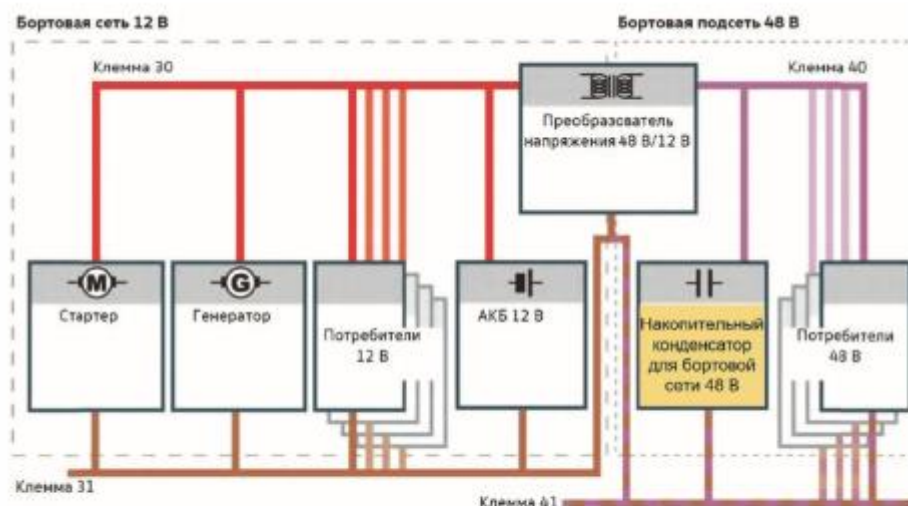 Бортовая сеть 12 В
Бортовая подсеть 48 В
Клемма 30
Клемма 40
Преобразователь
напряжения 48 В/12 В
M
Стартер
G
Генератор
Потребители
12 В
АКБ 12 В
Накопительный
конденсатор
для бортовой
сети 48 В
Потребители
48 В
Клемма 31
Клемма 41